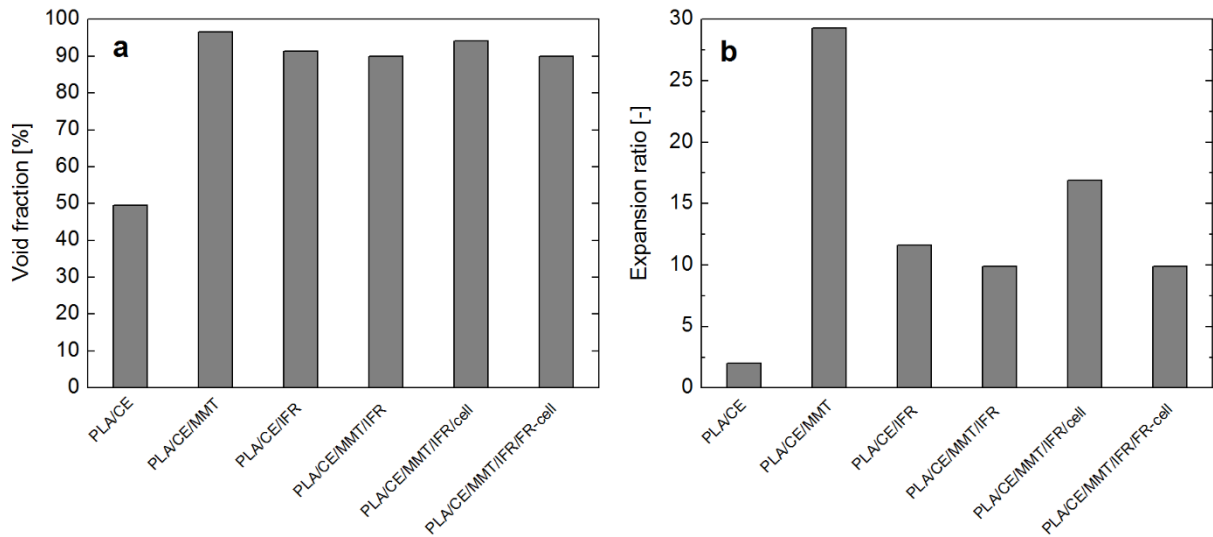 a
Void fraction [%]
100
90
80
70
60
50
40
30
20
10
0
PLA/CE
PLA/CE/MMT
PLA/CE/IFR
PLA/CE/MMT/IFR
PLA/CE/MMT/IFR/cell
PLA/CE/MMT/IFR/FR-cell
b
Expansion ratio [-]
30
25
20
15
10
5
0
PLA/CE
PLA/CE/MMT
PLA/CE/IFR
PLA/CE/MMT/IFR
PLA/CE/MMT/IFR/cell
PLA/CE/MMT/IFR/FR-cell